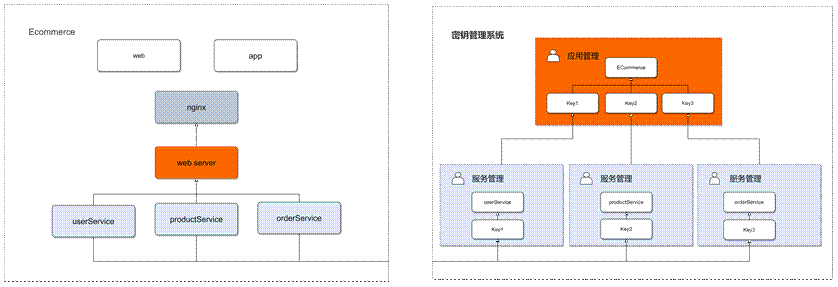 Ecommerce
web
app
nginx
web server
userService
productService
orderService
密钥管理系统
应用管理
ECommerce
Key1
Key2
Key3
服务管理
userService
Key1
服务管理
productService
Key2
服务管理
orderService
Key3